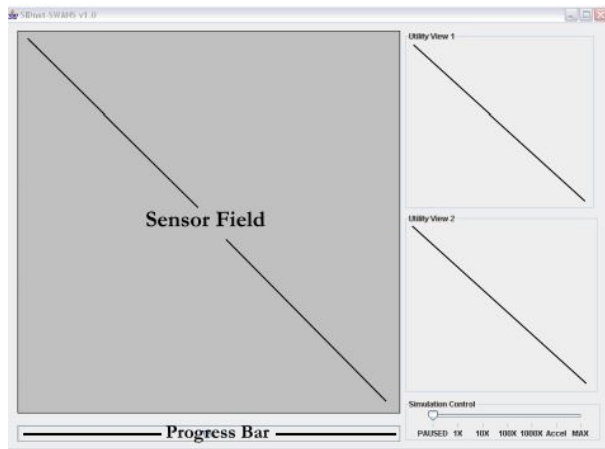 SIDnet-SWANS v1.0
Utility View 1
Sensor Field
Utility View 2
Simulation Control
PAUSED 1X 10X 100X 1000X Accel MAX
Progress Bar